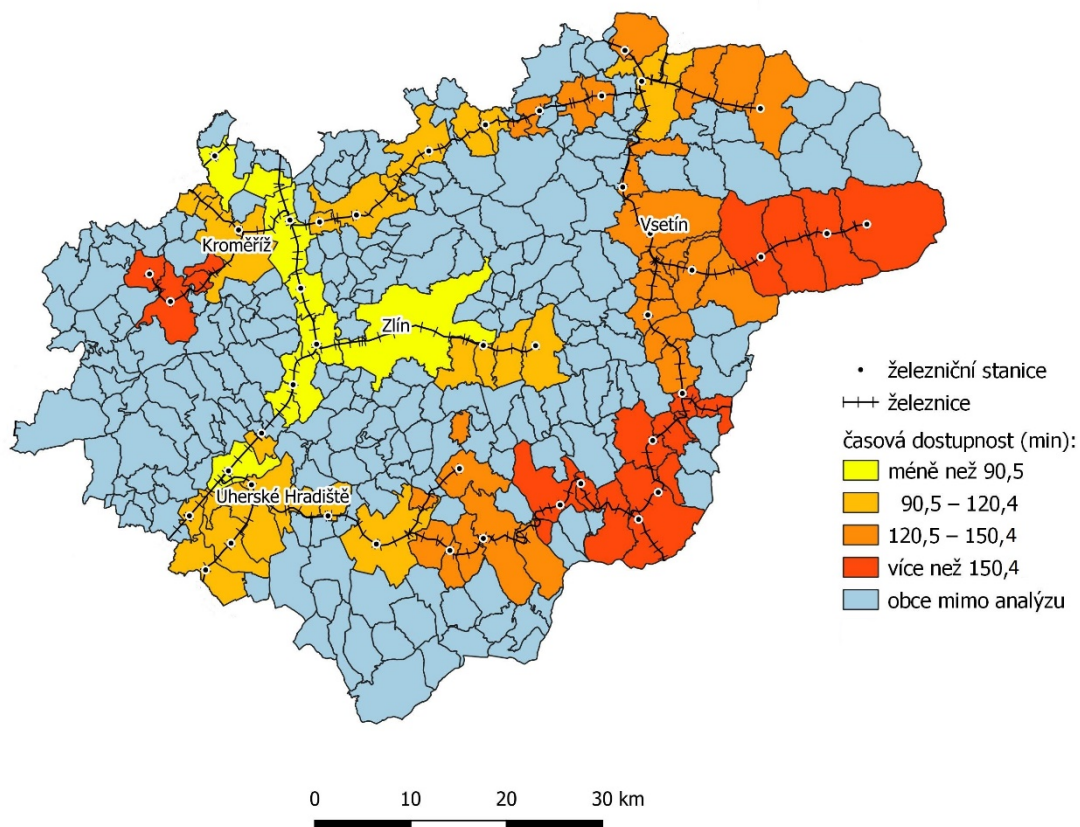 Kroměříž
Vsetín
Zlín
Uherské Hradiště
železniční stanice
železnice
časová dostupnost (min):
méně než 90,5
90,5 – 120,4
120,5 – 150,4
více než 150,4
obce mimo analýzu
0 10 20 30 km